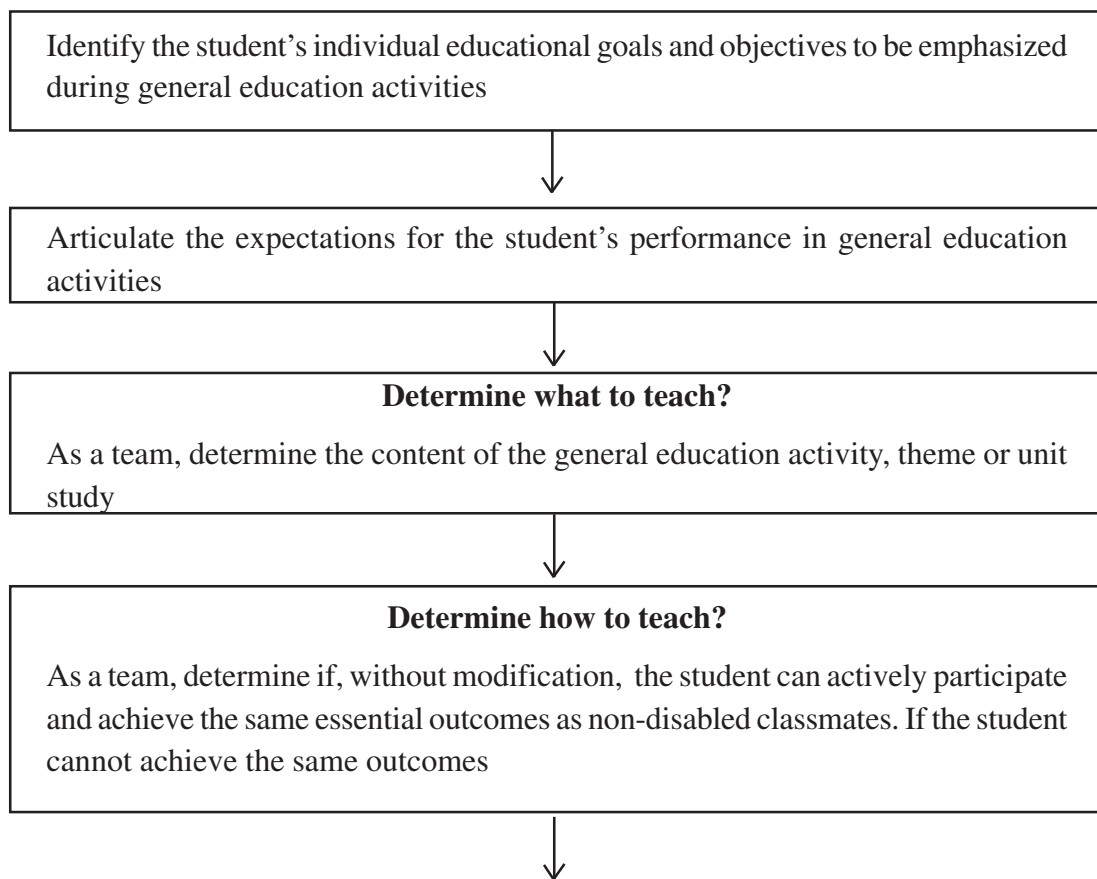 Identify the student’s individual educational goals and objectives to be emphasized
during general education activities
Articulate the expectations for the student’s performance in general education
activities
Determine what to teach?
As a team, determine the content of the general education activity, theme or unit
study
Determine how to teach?
As a team, determine if, without modification, the student can actively participate
and achieve the same essential outcomes as non-disabled classmates. If the student
cannot achieve the same outcomes